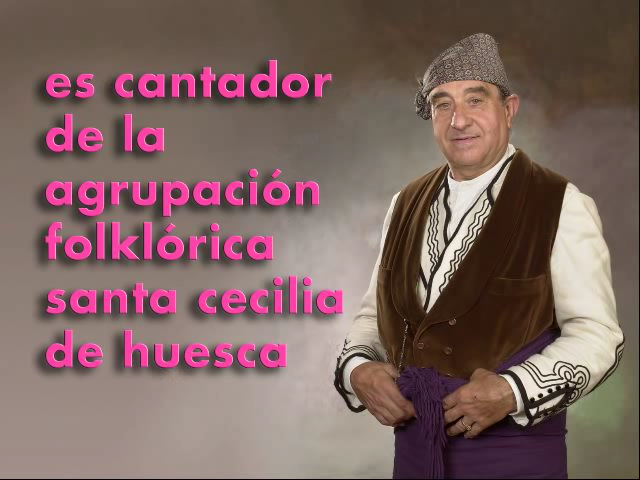 es cantador
de la
agrupación
folklórica
santa cecilia
de huesca